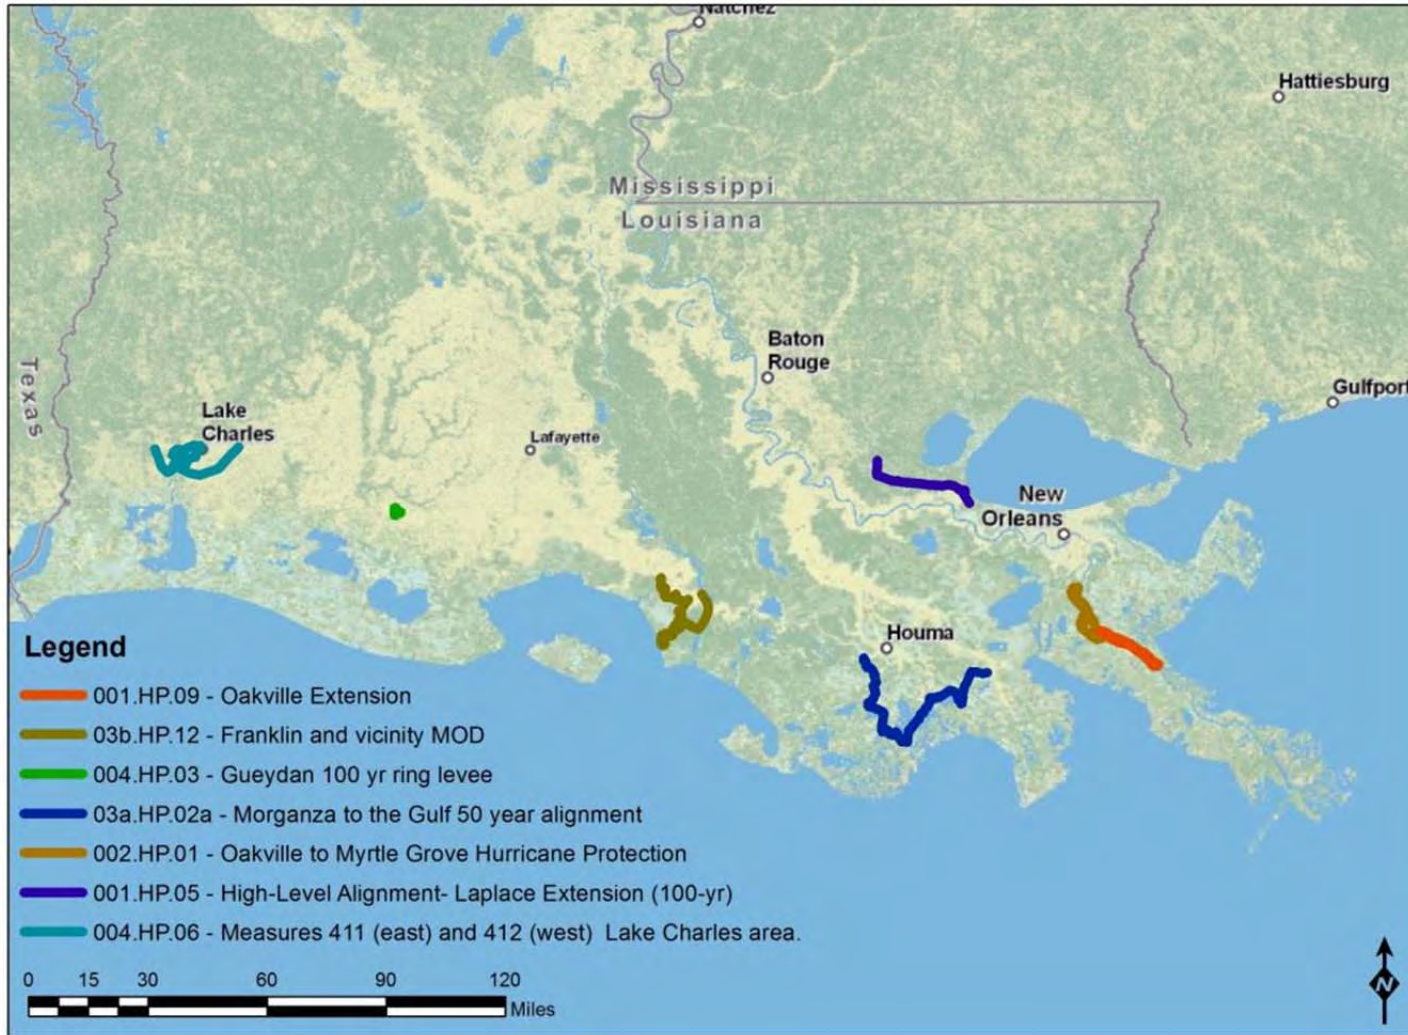 Natchez
Hattiesburg
Mississippi
Louisiana
Baton
Rouge
Texas
Gulfport
Lake
Charles
Lafayette
New
Orleans
Houma
Legend
001.HP.09 - Oakville Extension
03b.HP.12 - Franklin and vicinity MOD
004.HP.03 - Gueydan 100 yr ring levee
03a.HP.02a - Morganza to the Gulf 50 year alignment
002.HP.01 - Oakville to Myrtle Grove Hurricane Protection
001.HP.05 - High-Level Alignment- Laplace Extension (100-yr)
004.HP.06 - Measures 411 (east) and 412 (west) Lake Charles area.
0 15 30 60 90 120
Miles
N